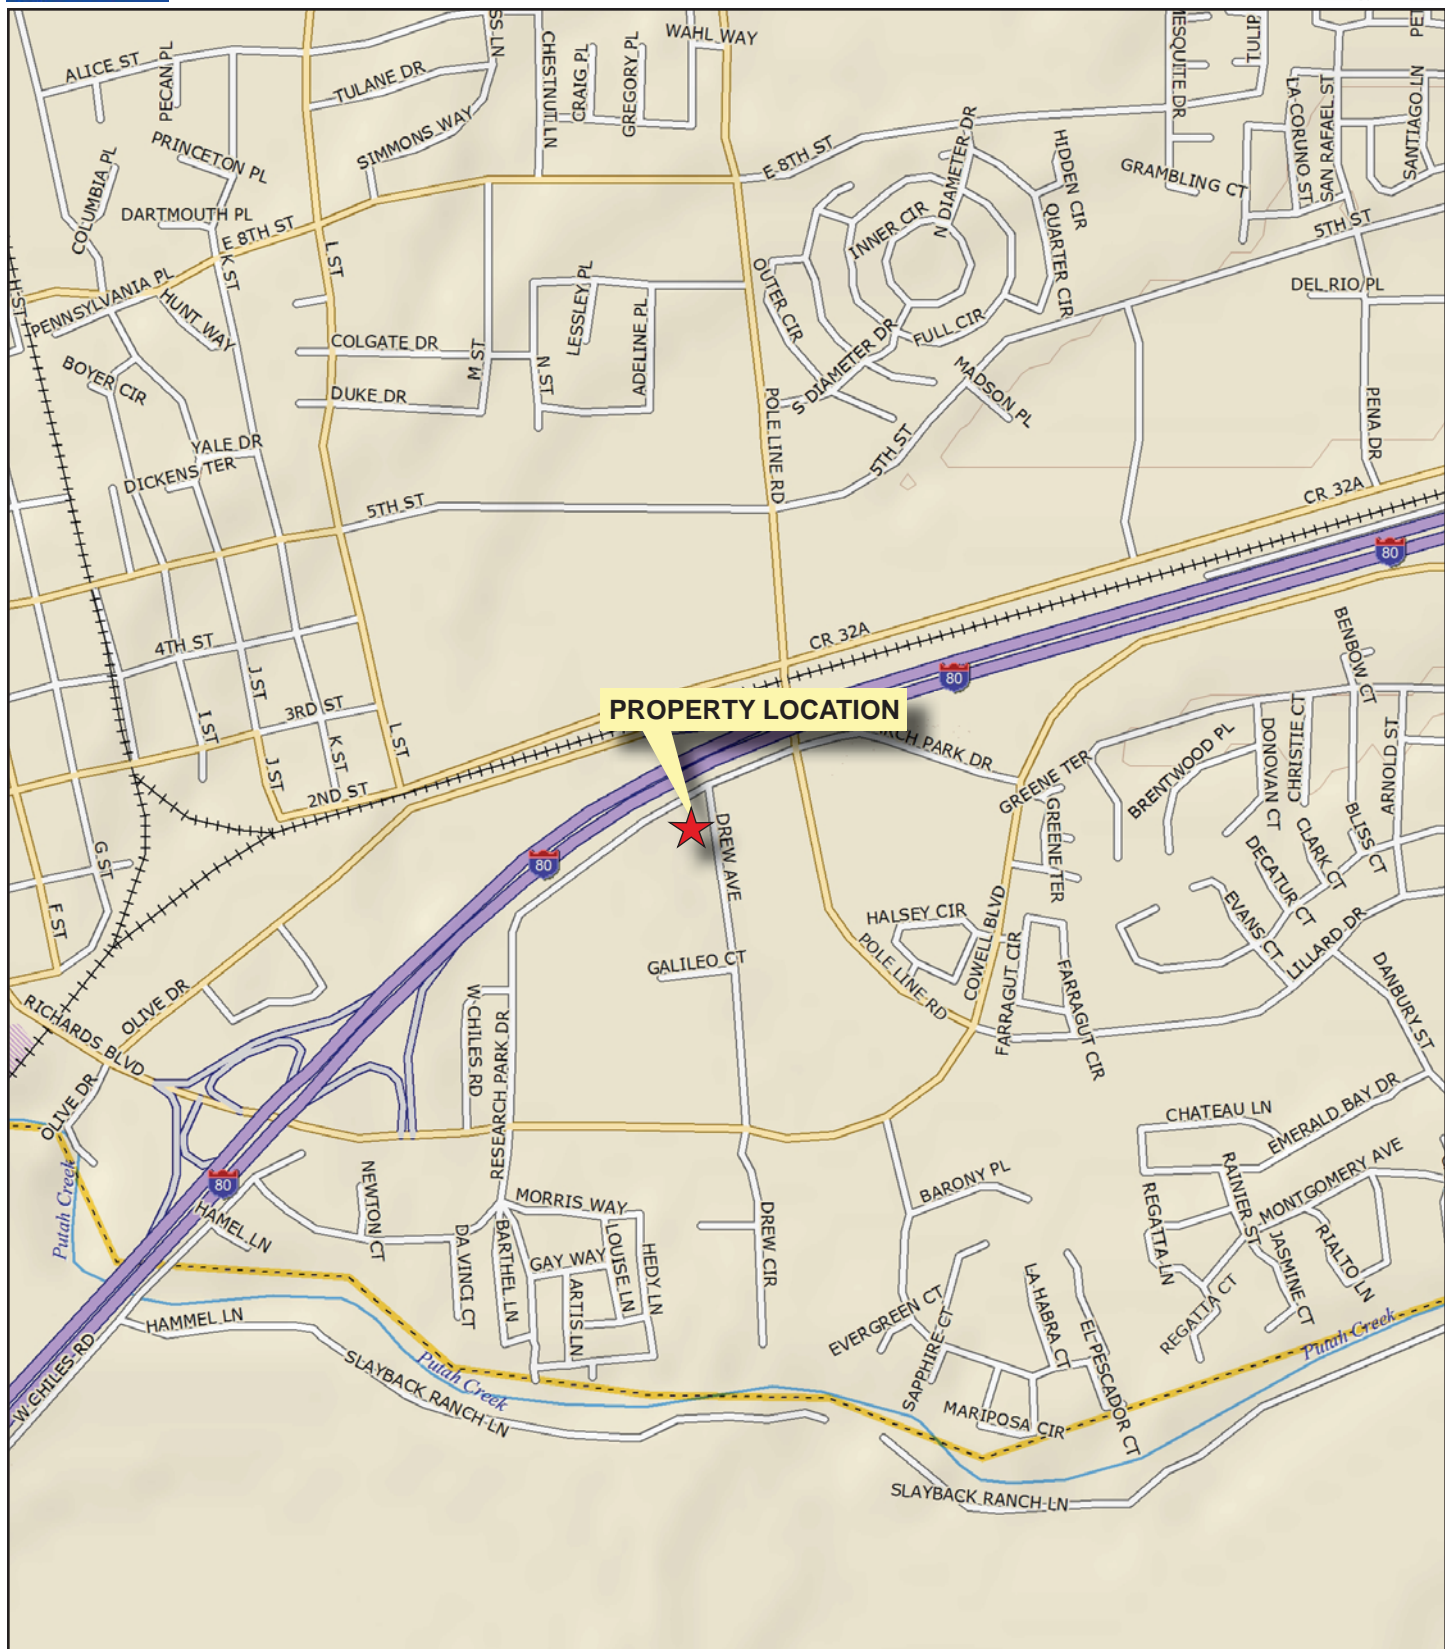 WAHL WAY
ALICE ST
PECAN PL
TULANE DR
CHESTNUT LN
CRAIG PL
GREGORY PL
SIMMONS WAY
PRINCETON PL
COLUMBIA PL
DARTMOUTH PL
E 8TH ST
E 8TH ST
N DIAMETER DR
HIDDEN CIR
GRAMBLING CT
LA CORUNO ST
SAN RAFAEL ST
SANTIAGO LN
5TH ST
K ST
L ST
INNER CIR
QUARTER CIR
OUTER CIR
PENNSYLVANIA PL
HUNT WAY
LESSLEY PL
ADELINE PL
DEL RIO PL
H ST
COLGATE DR
M ST
N ST
S DIAMETER DR
FULL CIR
BOYER CIR
DUKE DR
MADSON PL
POLE LINE RD
PENA DR
YALE DR
DICKENS TER
5TH ST
5TH ST
CR 32A
80
4TH ST
J ST
CR 32A
80
BENBOW CT
3RD ST
I ST
K ST
L ST
PROPERTY LOCATION
PARK DR
GREENE TER
BRENTWOOD PL
DONOVAN CT
CHRISTIE CT
ARNOLD ST
2ND ST
J ST
80
DREW AVE
GREENE TER
BLISS CT
CLARK CT
DECATUR CT
G ST
F ST
HALSEY CIR
COWELL BLVD
EVANS CT
LILLARD DR
GALILEO CT
POLE LINE RD
FARRAGUT CIR
FARRAGUT CIR
DANBURY ST
RICHARDS BLVD
OLIVE DR
W CHILES RD
RESEARCH PARK DR
OLIVE DR
CHATEAU LN
EMERALD BAY DR
Putah Creek
80
NEWTON CT
MORRIS WAY
BARONY PL
RAINIER ST
MONTGOMERY AVE
REGATTA LN
HAMEL LN
DA VINCI CT
BARTHEL LN
GAY WAY
LOUISE LN
HEDY LN
DREW CIR
JASMINE CT
RIALTO LN
ARTIS LN
LA HABRA CT
EL PESCADOR CT
REGATTA CT
EVERGREEN CT
SAPPHIRE CT
HAMMEL LN
W CHILES RD
SLAYBACK RANCH LN
Putah Creek
Putah Creek
MARIPOSA CIR
SLAYBACK RANCH LN